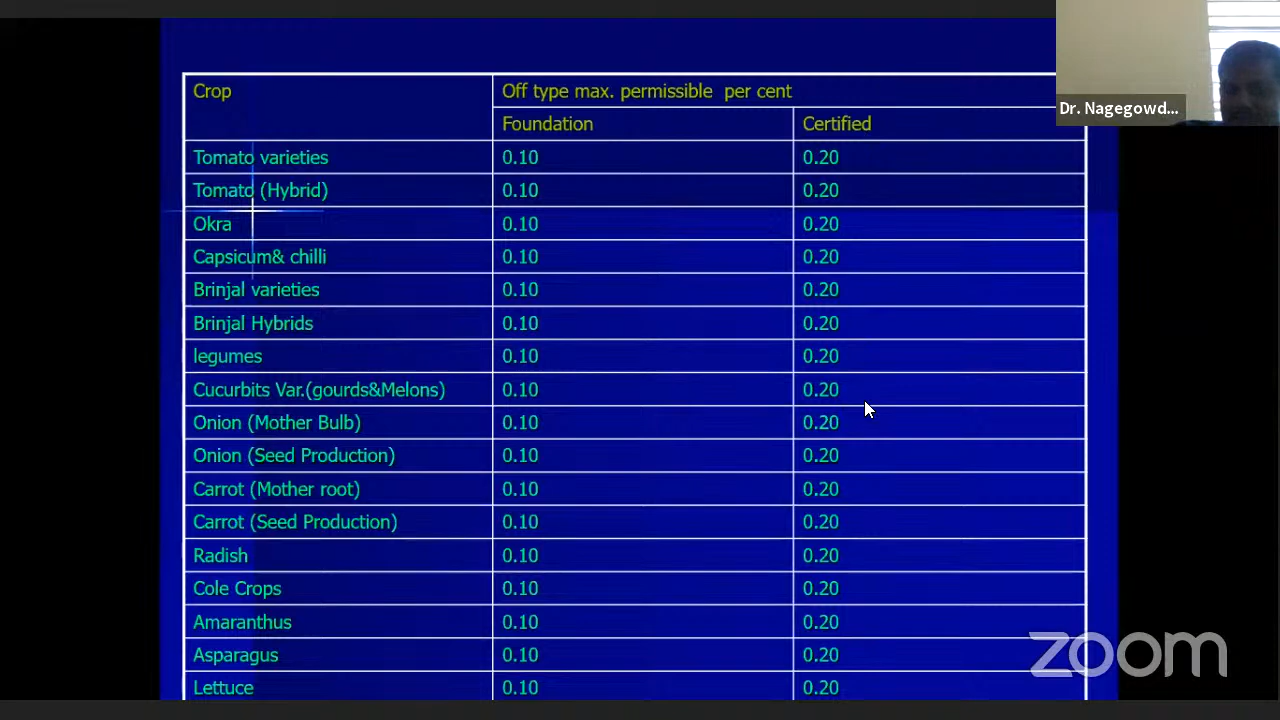 Dr. Nagegowd...
Crop Off type max. permissible per cent
Foundation Certified
Tomato varieties 0.10 0.20
Tomato (Hybrid) 0.10 0.20
Okra 0.10 0.20
Capsicum& chilli 0.10 0.20
Brinjal varieties 0.10 0.20
Brinjal Hybrids 0.10 0.20
legumes 0.10 0.20
Cucurbits Var.(gourds&Melons) 0.10 0.20
Onion (Mother Bulb) 0.10 0.20
Onion (Seed Production) 0.10 0.20
Carrot (Mother root) 0.10 0.20
Carrot (Seed Production) 0.10 0.20
Radish 0.10 0.20
Cole Crops 0.10 0.20
Amaranthus 0.10 0.20
Asparagus 0.10 0.20
Lettuce 0.10 0.20
zoom